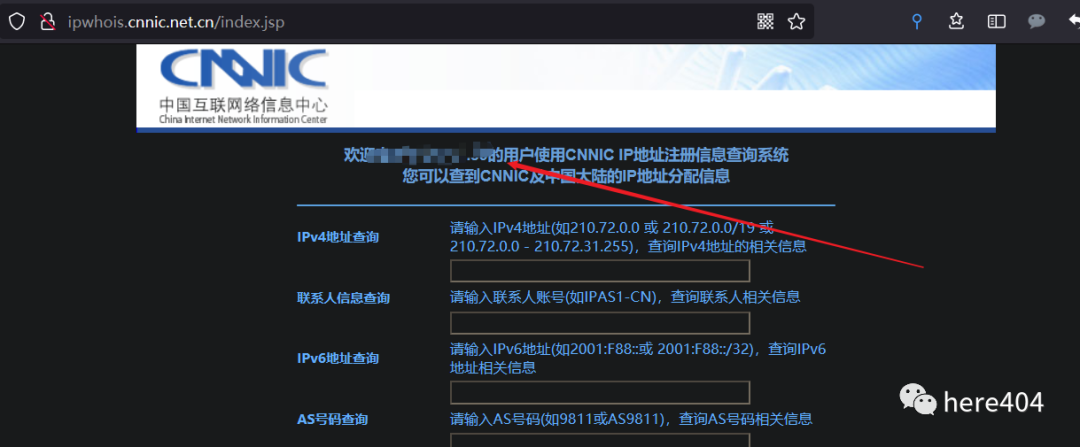 ipwhois.cnnic.net.cn/index.jsp
CNNIC
中国互联网络信息中心
China Internet Network Information Center
欢迎 的用户使用CNNIC IP地址注册信息查询系统
您可以查到CNNIC及中国大陆的IP地址分配信息
IPv4地址查询
请输入IPv4地址(如210.72.0.0 或 210.72.0.0/19 或
210.72.0.0 - 210.72.31.255)，查询IPv4地址的相关信息
联系人信息查询
请输入联系人账号(如IPAS1-CN)，查询联系人相关信息
IPv6地址查询
请输入IPv6地址(如2001:F88::或 2001:F88::/32)，查询IPv6
地址相关信息
AS号码查询
请输入AS号码(如9811或AS9811)，查询AS号码相关信息
here404